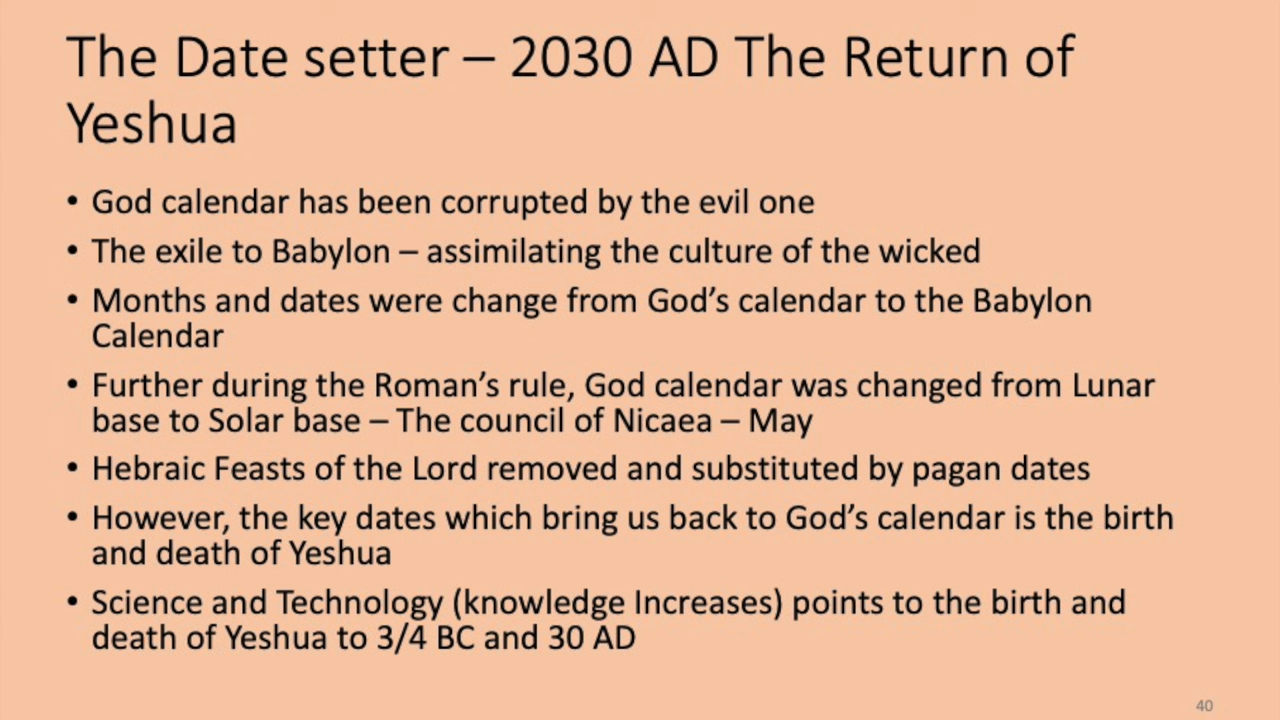 The Date setter – 2030 AD The Return of
Yeshua
• God calendar has been corrupted by the evil one
• The exile to Babylon – assimilating the culture of the wicked
• Months and dates were change from God’s calendar to the Babylon
Calendar
• Further during the Roman’s rule, God calendar was changed from Lunar
base to Solar base – The council of Nicaea – May
• Hebraic Feasts of the Lord removed and substituted by pagan dates
• However, the key dates which bring us back to God’s calendar is the birth
and death of Yeshua
• Science and Technology (knowledge Increases) points to the birth and
death of Yeshua to 3/4 BC and 30 AD
40